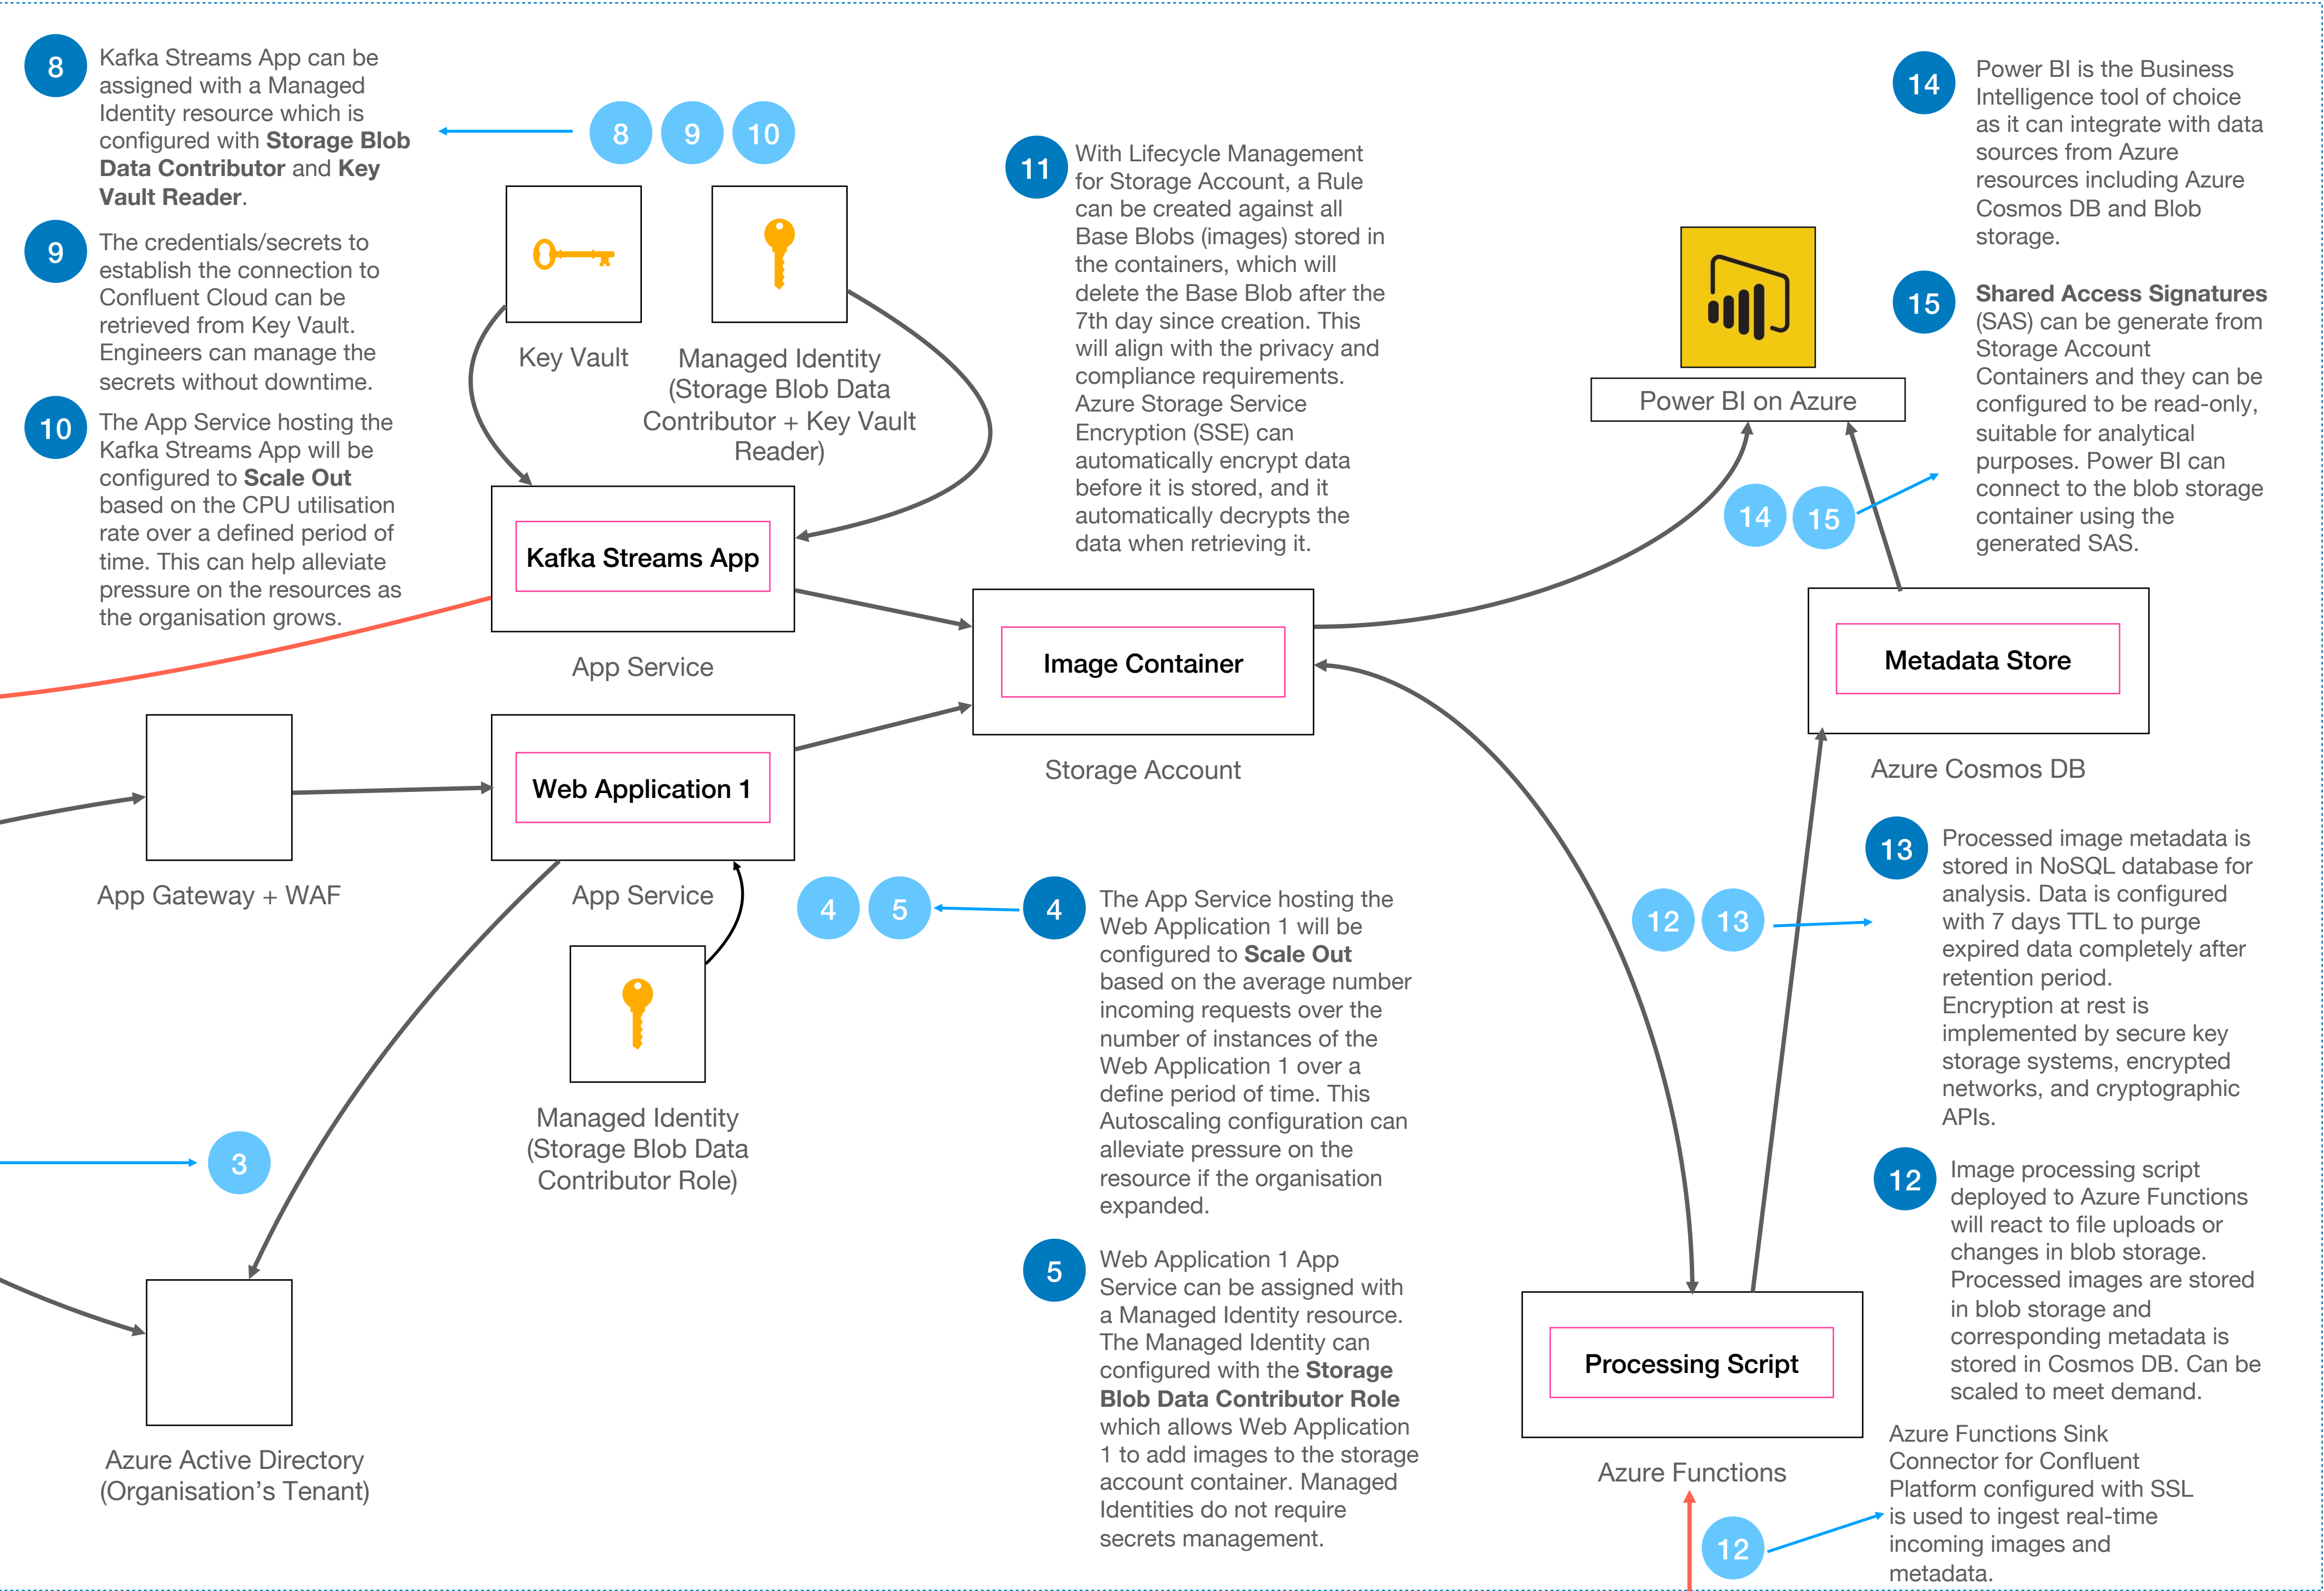 8
Kafka Streams App can be
assigned with a Managed
Identity resource which is
configured with Storage Blob
Data Contributor and Key
Vault Reader.
9
The credentials/secrets to
establish the connection to
Confluent Cloud can be
retrieved from Key Vault.
Engineers can manage the
secrets without downtime.
10
The App Service hosting the
Kafka Streams App will be
configured to Scale Out
based on the CPU utilisation
rate over a defined period of
time. This can help alleviate
pressure on the resources as
the organisation grows.
8 9 10
Key Vault
Managed Identity
(Storage Blob Data
Contributor + Key Vault
Reader)
Kafka Streams App
App Service
11
With Lifecycle Management
for Storage Account, a Rule
can be created against all
Base Blobs (images) stored in
the containers, which will
delete the Base Blob after the
7th day since creation. This
will align with the privacy and
compliance requirements.
Azure Storage Service
Encryption (SSE) can
automatically encrypt data
before it is stored, and it
automatically decrypts the
data when retrieving it.
Image Container
Storage Account
Power BI on Azure
14 15
14
Power BI is the Business
Intelligence tool of choice
as it can integrate with data
sources from Azure
resources including Azure
Cosmos DB and Blob
storage.
15
Shared Access Signatures
(SAS) can be generate from
Storage Account
Containers and they can be
configured to be read-only,
suitable for analytical
purposes. Power BI can
connect to the blob storage
container using the
generated SAS.
Metadata Store
Azure Cosmos DB
App Gateway + WAF
Web Application 1
App Service
Managed Identity
(Storage Blob Data
Contributor Role)
3
Azure Active Directory
(Organisation’s Tenant)
4 5
4
The App Service hosting the
Web Application 1 will be
configured to Scale Out
based on the average number
incoming requests over the
number of instances of the
Web Application 1 over a
define period of time. This
Autoscaling configuration can
alleviate pressure on the
resource if the organisation
expanded.
5
Web Application 1 App
Service can be assigned with
a Managed Identity resource.
The Managed Identity can
configured with the Storage
Blob Data Contributor Role
which allows Web Application
1 to add images to the storage
account container. Managed
Identities do not require
secrets management.
12 13
13
Processed image metadata is
stored in NoSQL database for
analysis. Data is configured
with 7 days TTL to purge
expired data completely after
retention period.
Encryption at rest is
implemented by secure key
storage systems, encrypted
networks, and cryptographic
APIs.
12
Image processing script
deployed to Azure Functions
will react to file uploads or
changes in blob storage.
Processed images are stored
in blob storage and
corresponding metadata is
stored in Cosmos DB. Can be
scaled to meet demand.
Processing Script
Azure Functions
12
Azure Functions Sink
Connector for Confluent
Platform configured with SSL
is used to ingest real-time
incoming images and
metadata.